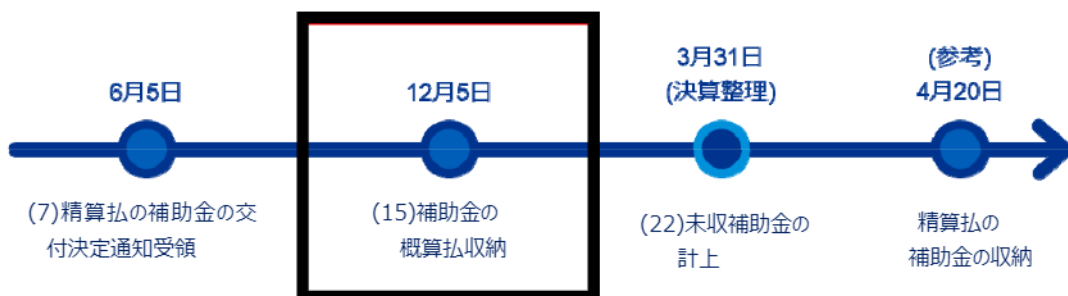 6月5日
(7)精算払の補助金の交
付決定通知受領
12月5日
(15)補助金の
概算払収納
3月31日
(決算整理)
(22)未収補助金の
計上
(参考)
4月20日
精算払の
補助金の収納